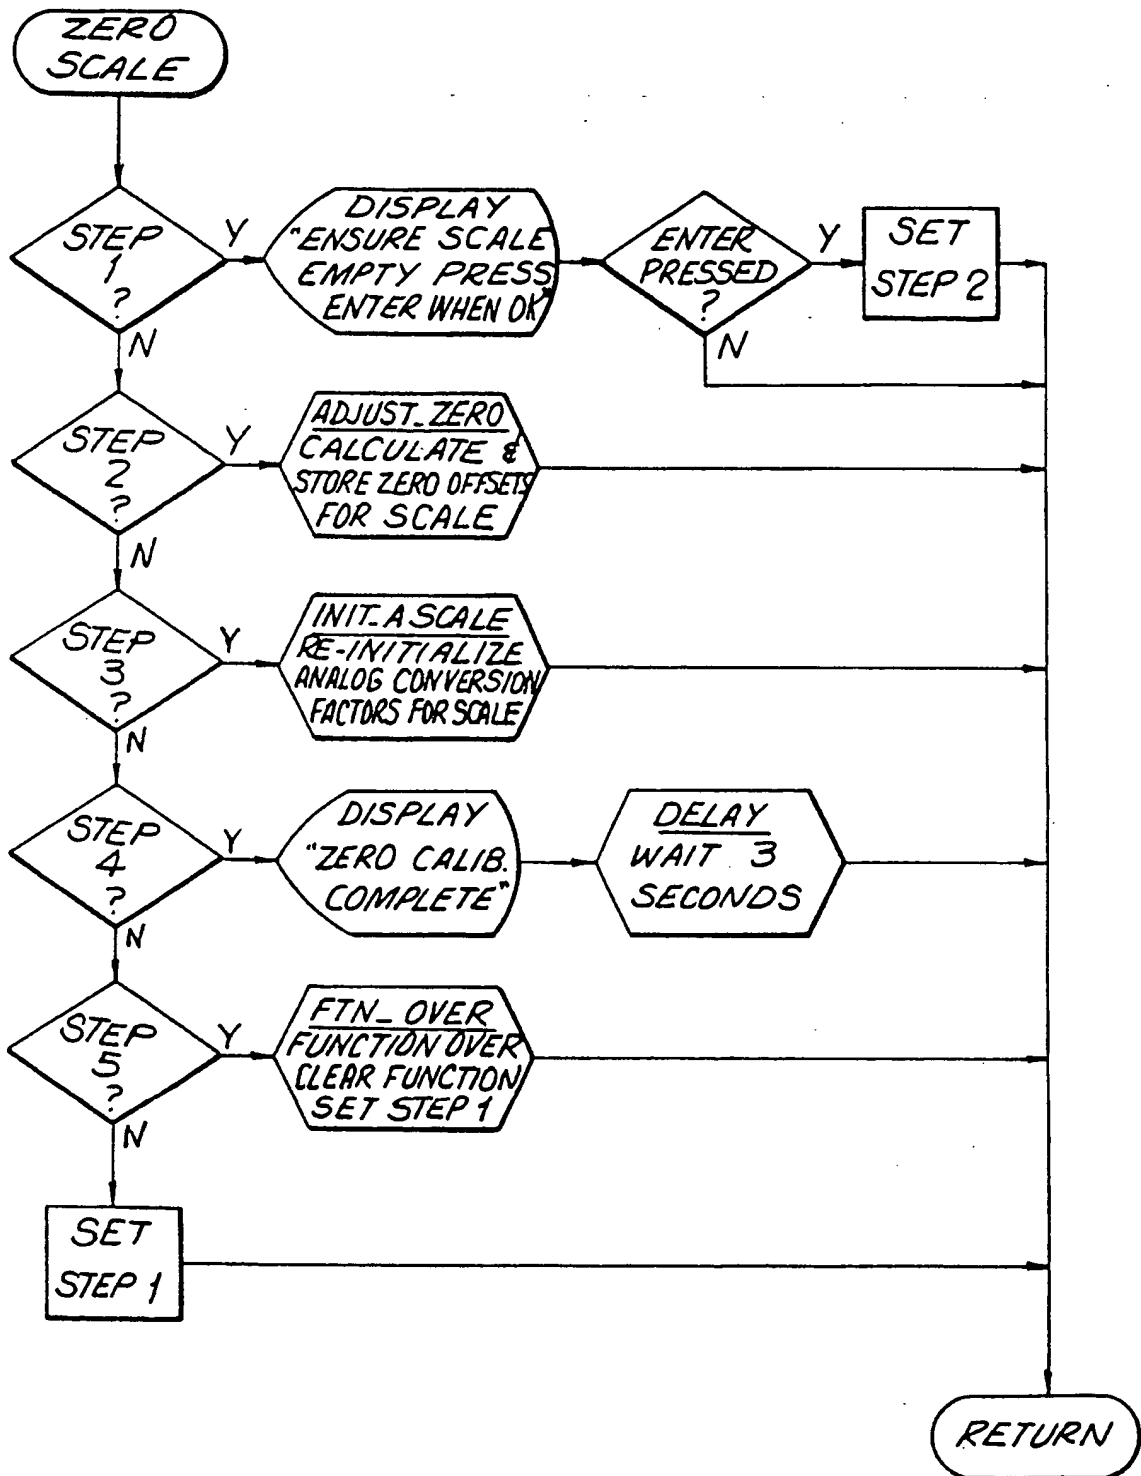 ZERO
SCALE
STEP
1
?
Y
DISPLAY
"ENSURE SCALE
EMPTY PRESS
ENTER WHEN OK"
ENTER
PRESSED
?
Y
SET
STEP 2
N
N
STEP
2
?
Y
ADJUST_ZERO
CALCULATE &
STORE ZERO OFFSETS
FOR SCALE
N
STEP
3
?
Y
INIT_ASCALE
RE-INITIALIZE
ANALOG CONVERSION
FACTORS FOR SCALE
N
STEP
4
?
Y
DISPLAY
"ZERO CALIB.
COMPLETE"
DELAY
WAIT 3
SECONDS
N
STEP
5
?
Y
FTN_OVER
FUNCTION OVER
CLEAR FUNCTION
SET STEP 1
N
SET
STEP 1
RETURN